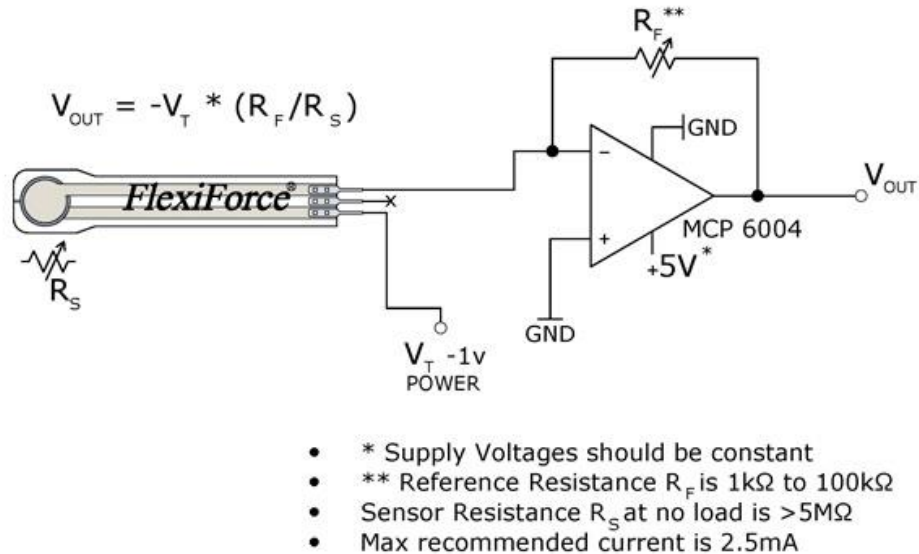 R_F**
V_OUT = -V_T * (R_F/R_S)
GND
FlexiForce®
−
V_OUT
MCP 6004
+
+5V*
R_S
GND
V_T -1v
POWER
• * Supply Voltages should be constant
• ** Reference Resistance R_F is 1kΩ to 100kΩ
• Sensor Resistance R_S at no load is >5MΩ
• Max recommended current is 2.5mA